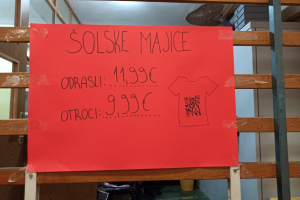 ŠOLSKE MAJICE
ODRASLI: 11,99€
OTROCI: 9,99€